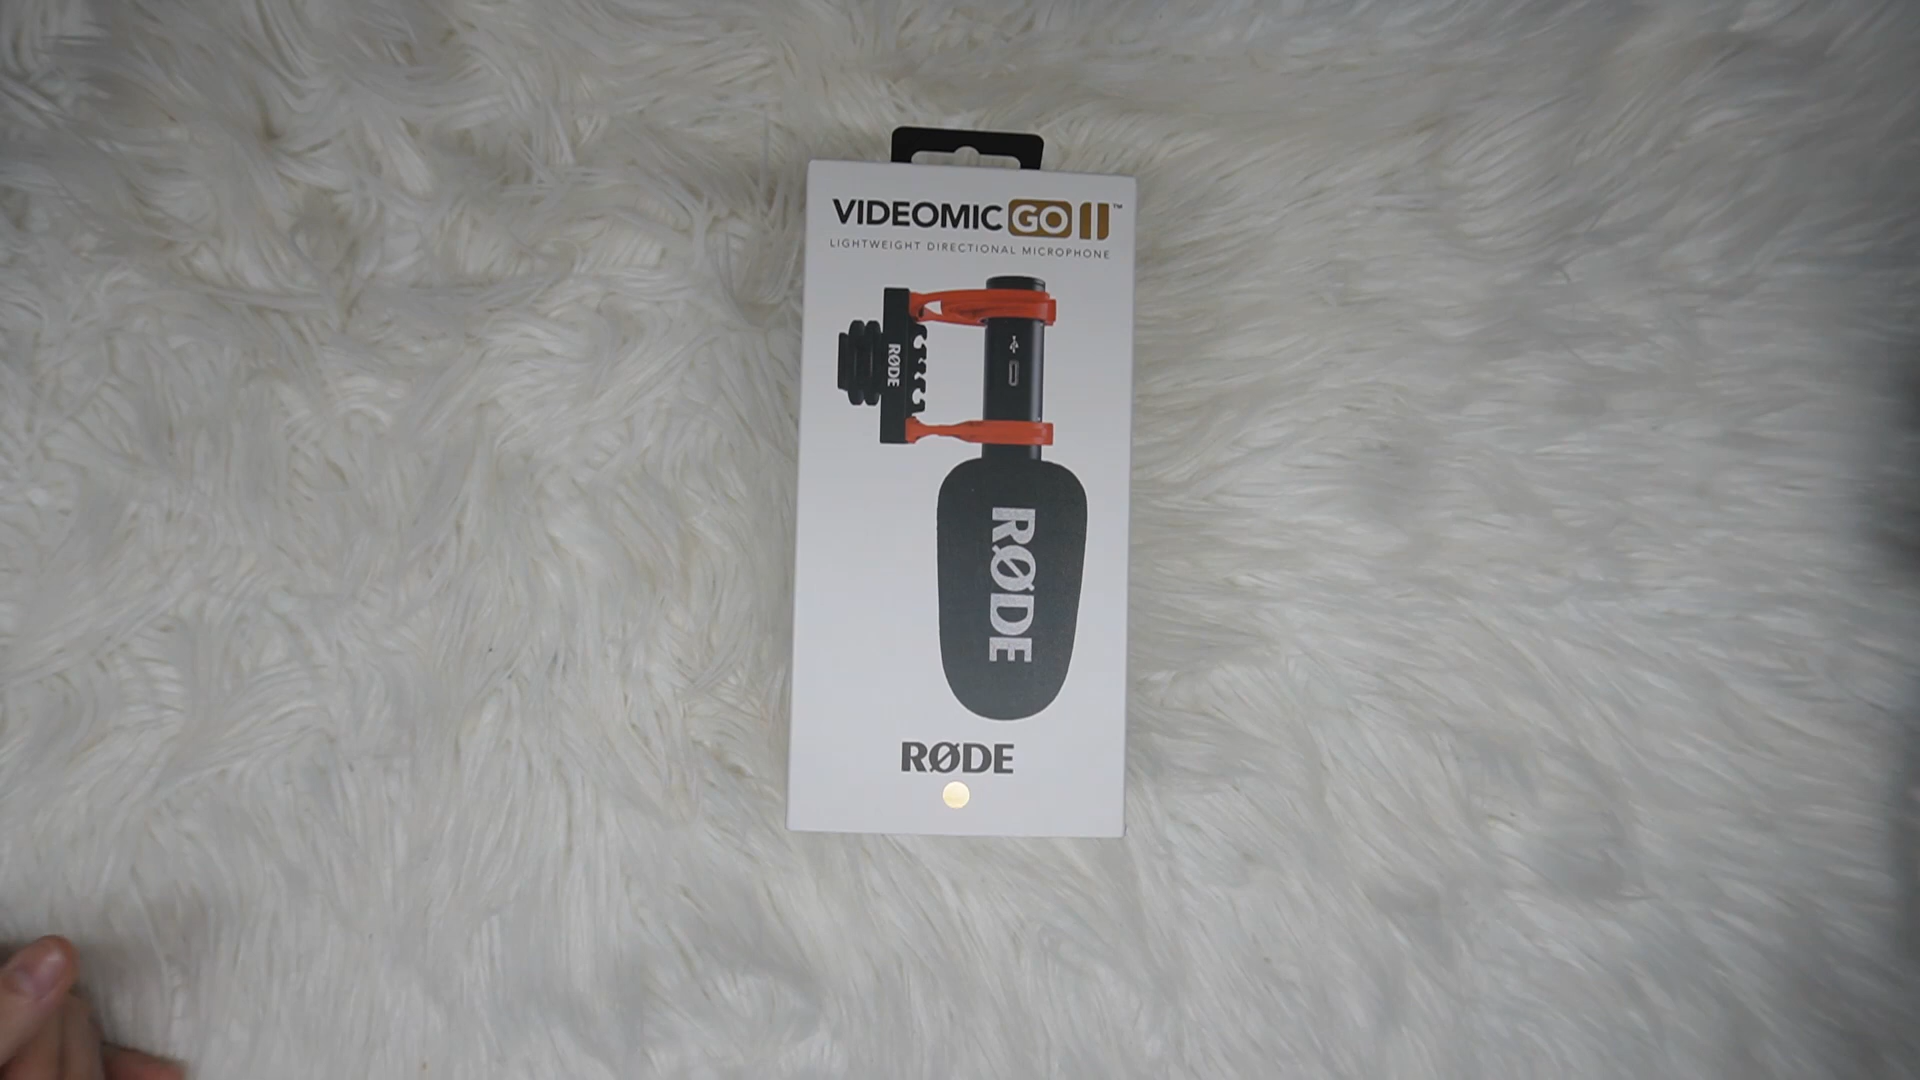 VIDEOMIC GO II™
LIGHTWEIGHT DIRECTIONAL MICROPHONE
RØDE
RØDE
RØDE